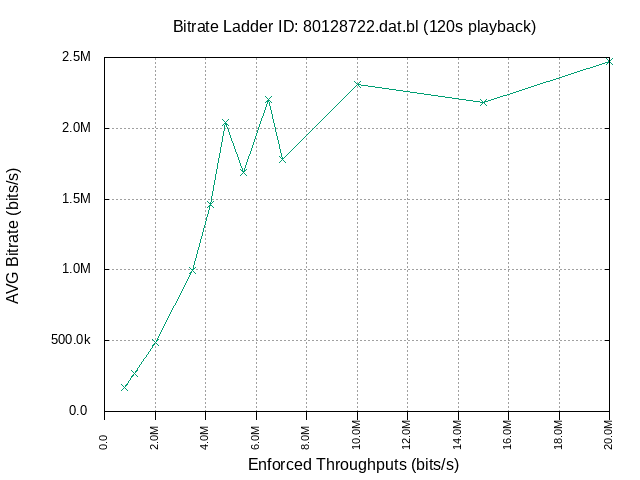 Bitrate Ladder ID: 80128722.dat.bl (120s playback)
2.5M
2.0M
1.5M
1.0M
500.0k
0.0
AVG Bitrate (bits/s)
0.0
2.0M
4.0M
6.0M
8.0M
10.0M
12.0M
14.0M
16.0M
18.0M
20.0M
Enforced Throughputs (bits/s)